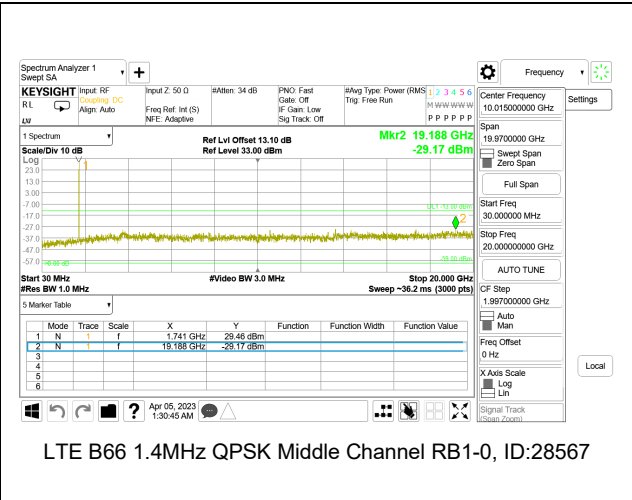 Spectrum Analyzer 1
Swept SA
+
Frequency
KEYSIGHT
RL
Input: RF
Coupling: DC
Align: Auto
Input Z: 50 Ω
Freq Ref: Int (S)
NFE: Adaptive
#Atten: 34 dB
PNO: Fast
Gate: Off
IF Gain: Low
Sig Track: Off
#Avg Type: Power (RMS
Trig: Free Run
1 2 3 4 5 6
M W W W W W
P P P P P P
Center Frequency
10.015000000 GHz
Settings
1 Spectrum
Scale/Div 10 dB
Log
Ref Lvl Offset 13.10 dB
Ref Level 33.00 dBm
Mkr2 19.188 GHz
-29.17 dBm
Span
19.9700000 GHz
Swept Span
Zero Span
Full Span
Start Freq
30.000000 MHz
Stop Freq
20.000000000 GHz
AUTO TUNE
CF Step
1.997000000 GHz
Auto
Man
Freq Offset
0 Hz
X Axis Scale
Log
Lin
Signal Track
(Span Zoom)
Local
23.0
13.0
3.00
-7.00
-17.0
-27.0
-37.0
-47.0
-57.0
1
2
DL1 -13.00 dBm
Start 30 MHz
#Res BW 1.0 MHz
#Video BW 3.0 MHz
Stop 20.000 GHz
Sweep ~36.2 ms (3000 pts)
5 Marker Table
Mode Trace Scale X Y Function Function Width Function Value
1 N 1 f 1.741 GHz 29.46 dBm
2 N 1 f 19.188 GHz -29.17 dBm
3
4
5
6
?
Apr 05, 2023
1:30:45 AM
LTE B66 1.4MHz QPSK Middle Channel RB1-0, ID:28567